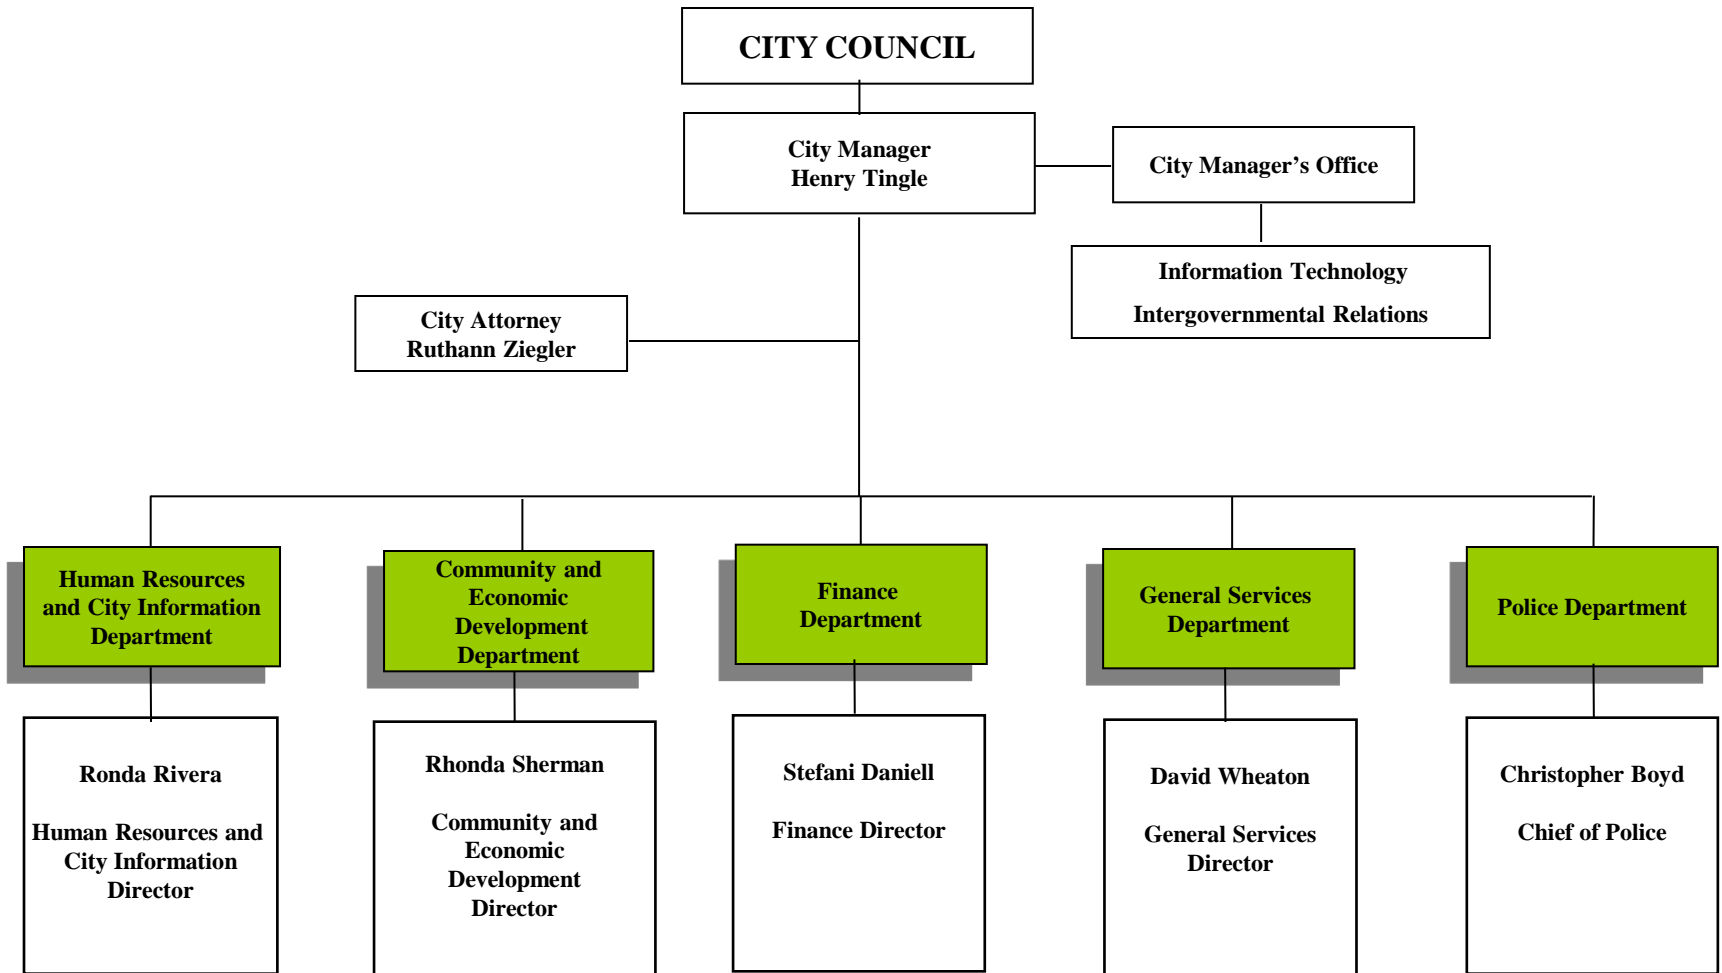 CITY COUNCIL
City Manager
Henry Tingle
City Manager’s Office
Information Technology
Intergovernmental Relations
City Attorney
Ruthann Ziegler
Human Resources
and City Information
Department
Community and
Economic
Development
Department
Finance
Department
General Services
Department
Police Department
Ronda Rivera
Human Resources and
City Information
Director
Rhonda Sherman
Community and
Economic
Development
Director
Stefani Daniell
Finance Director
David Wheaton
General Services
Director
Christopher Boyd
Chief of Police